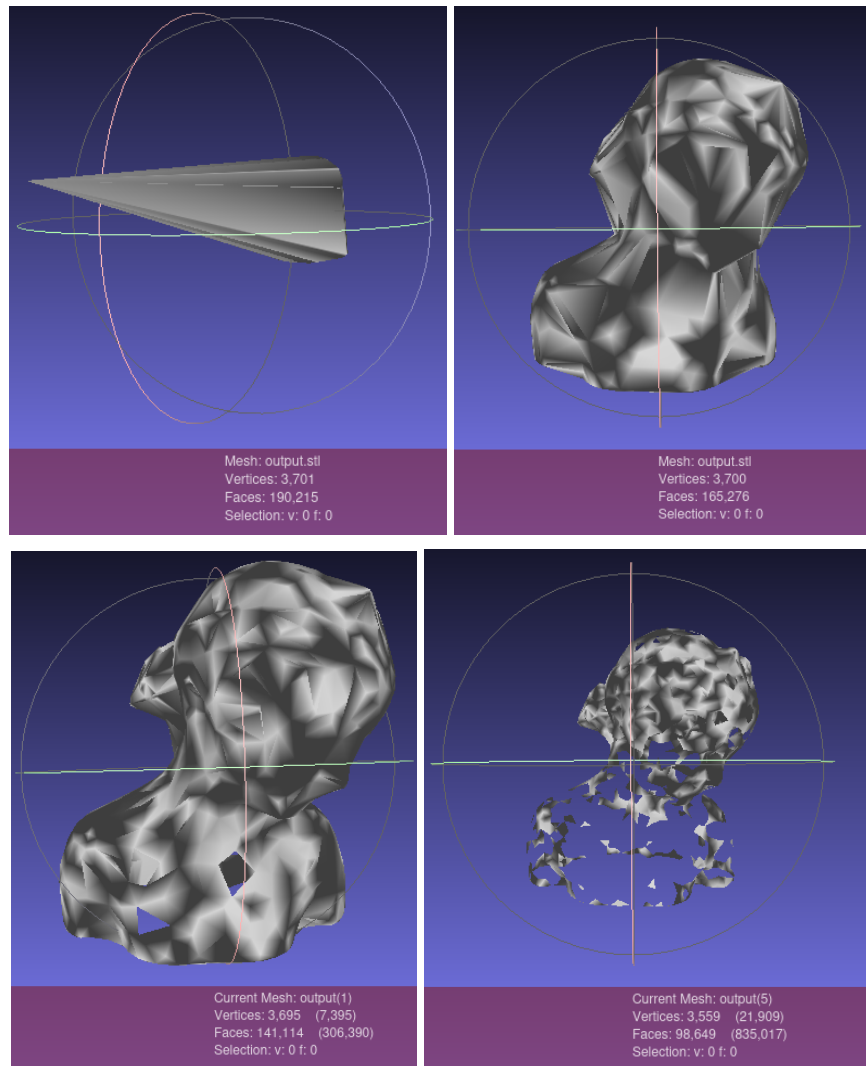 Mesh: output.stl
Vertices: 3,701
Faces: 190,215
Selection: v: 0 f: 0
Mesh: output.stl
Vertices: 3,700
Faces: 165,276
Selection: v: 0 f: 0
Current Mesh: output(1)
Vertices: 3,695 (7,395)
Faces: 141,114 (306,390)
Selection: v: 0 f: 0
Current Mesh: output(5)
Vertices: 3,559 (21,909)
Faces: 98,649 (835,017)
Selection: v: 0 f: 0